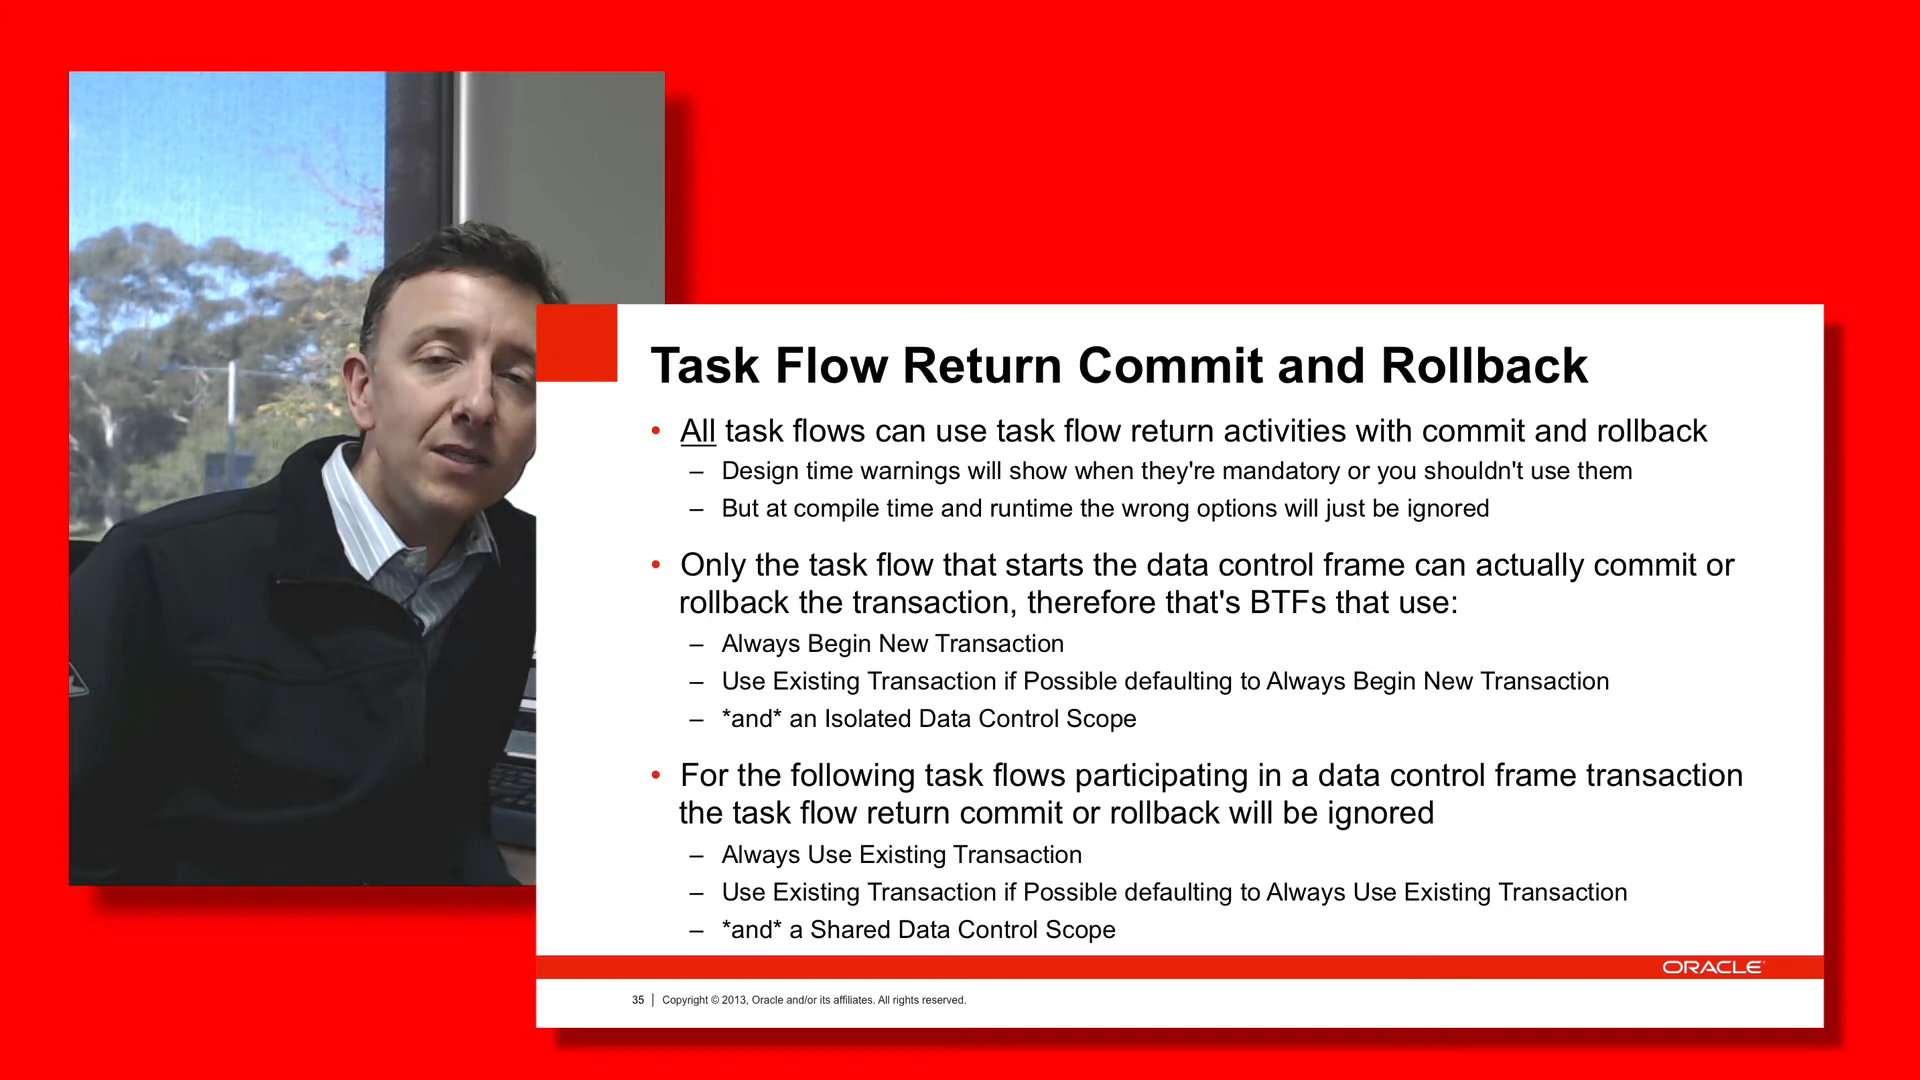 Task Flow Return Commit and Rollback
• All task flows can use task flow return activities with commit and rollback
– Design time warnings will show when they're mandatory or you shouldn't use them
– But at compile time and runtime the wrong options will just be ignored
• Only the task flow that starts the data control frame can actually commit or
rollback the transaction, therefore that's BTFs that use:
– Always Begin New Transaction
– Use Existing Transaction if Possible defaulting to Always Begin New Transaction
– *and* an Isolated Data Control Scope
• For the following task flows participating in a data control frame transaction
the task flow return commit or rollback will be ignored
– Always Use Existing Transaction
– Use Existing Transaction if Possible defaulting to Always Use Existing Transaction
– *and* a Shared Data Control Scope
ORACLE
35 | Copyright © 2013, Oracle and/or its affiliates. All rights reserved.